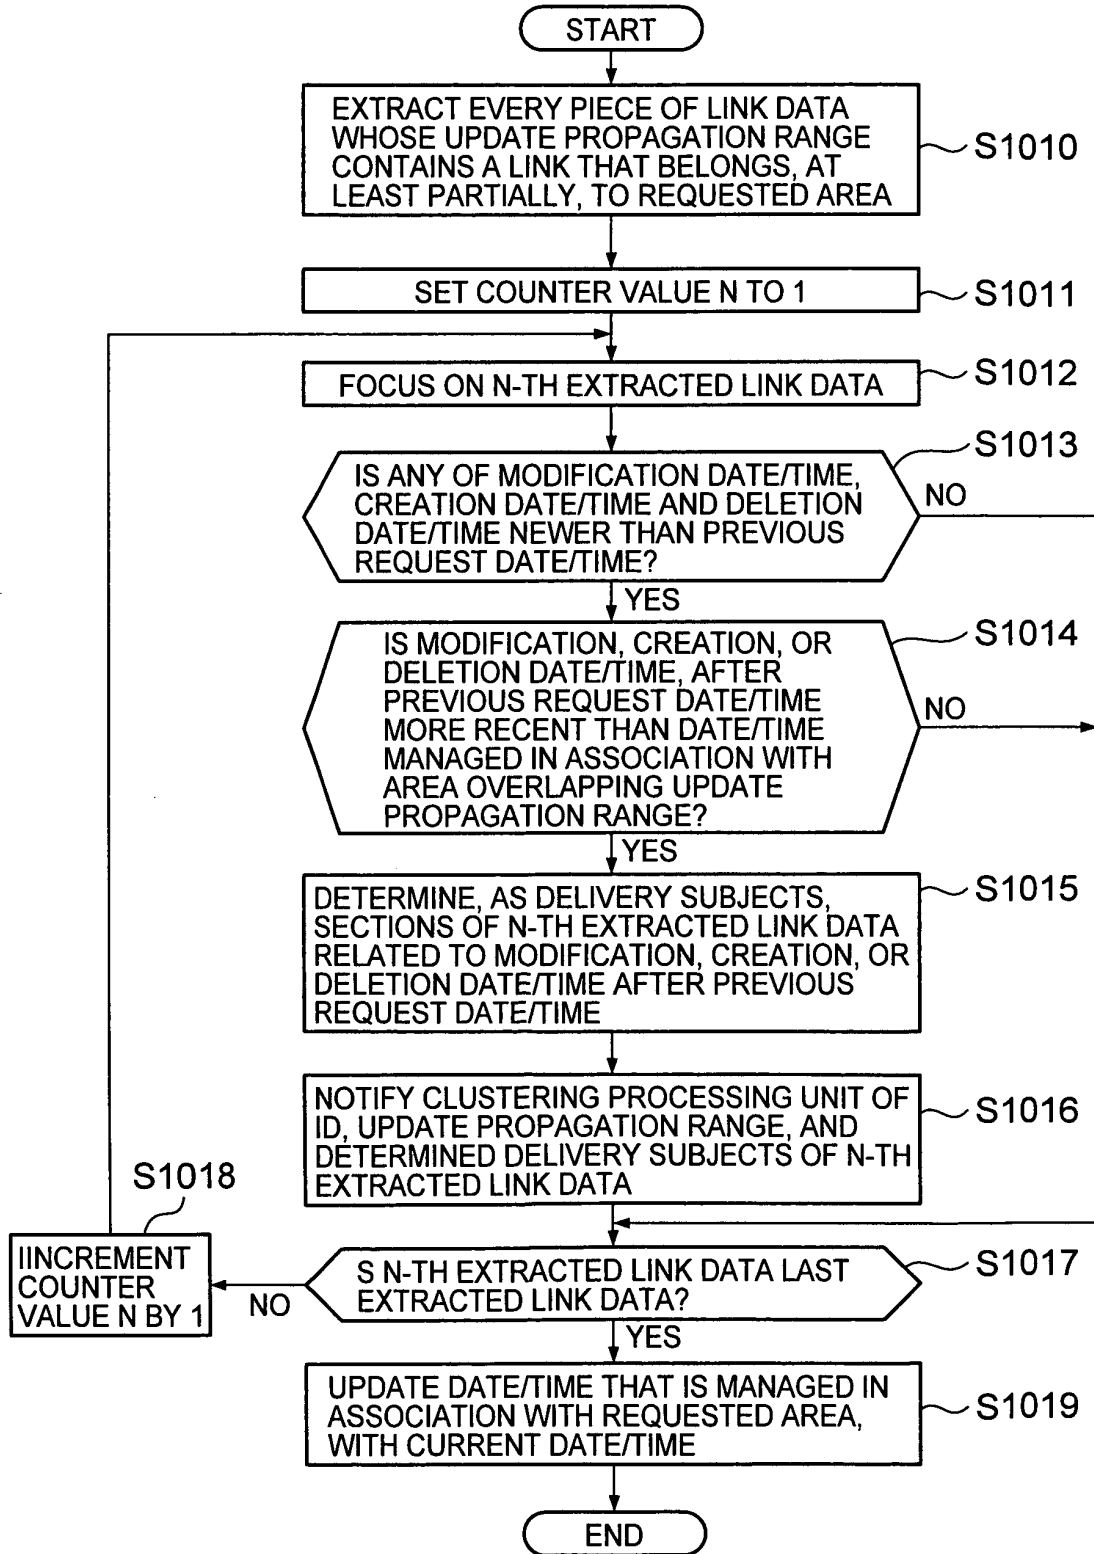 START
EXTRACT EVERY PIECE OF LINK DATA
WHOSE UPDATE PROPAGATION RANGE
CONTAINS A LINK THAT BELONGS, AT
LEAST PARTIALLY, TO REQUESTED AREA
S1010
SET COUNTER VALUE N TO 1
S1011
FOCUS ON N-TH EXTRACTED LINK DATA
S1012
IS ANY OF MODIFICATION DATE/TIME,
CREATION DATE/TIME AND DELETION
DATE/TIME NEWER THAN PREVIOUS
REQUEST DATE/TIME?
S1013
NO
YES
IS MODIFICATION, CREATION, OR
DELETION DATE/TIME, AFTER
PREVIOUS REQUEST DATE/TIME
MORE RECENT THAN DATE/TIME
MANAGED IN ASSOCIATION WITH
AREA OVERLAPPING UPDATE
PROPAGATION RANGE?
S1014
NO
YES
DETERMINE, AS DELIVERY SUBJECTS,
SECTIONS OF N-TH EXTRACTED LINK DATA
RELATED TO MODIFICATION, CREATION, OR
DELETION DATE/TIME AFTER PREVIOUS
REQUEST DATE/TIME
S1015
NOTIFY CLUSTERING PROCESSING UNIT OF
ID, UPDATE PROPAGATION RANGE, AND
DETERMINED DELIVERY SUBJECTS OF N-TH
EXTRACTED LINK DATA
S1016
S1018
IINCREMENT
COUNTER
VALUE N BY 1
NO
S N-TH EXTRACTED LINK DATA LAST
EXTRACTED LINK DATA?
S1017
YES
UPDATE DATE/TIME THAT IS MANAGED IN
ASSOCIATION WITH REQUESTED AREA,
WITH CURRENT DATE/TIME
S1019
END